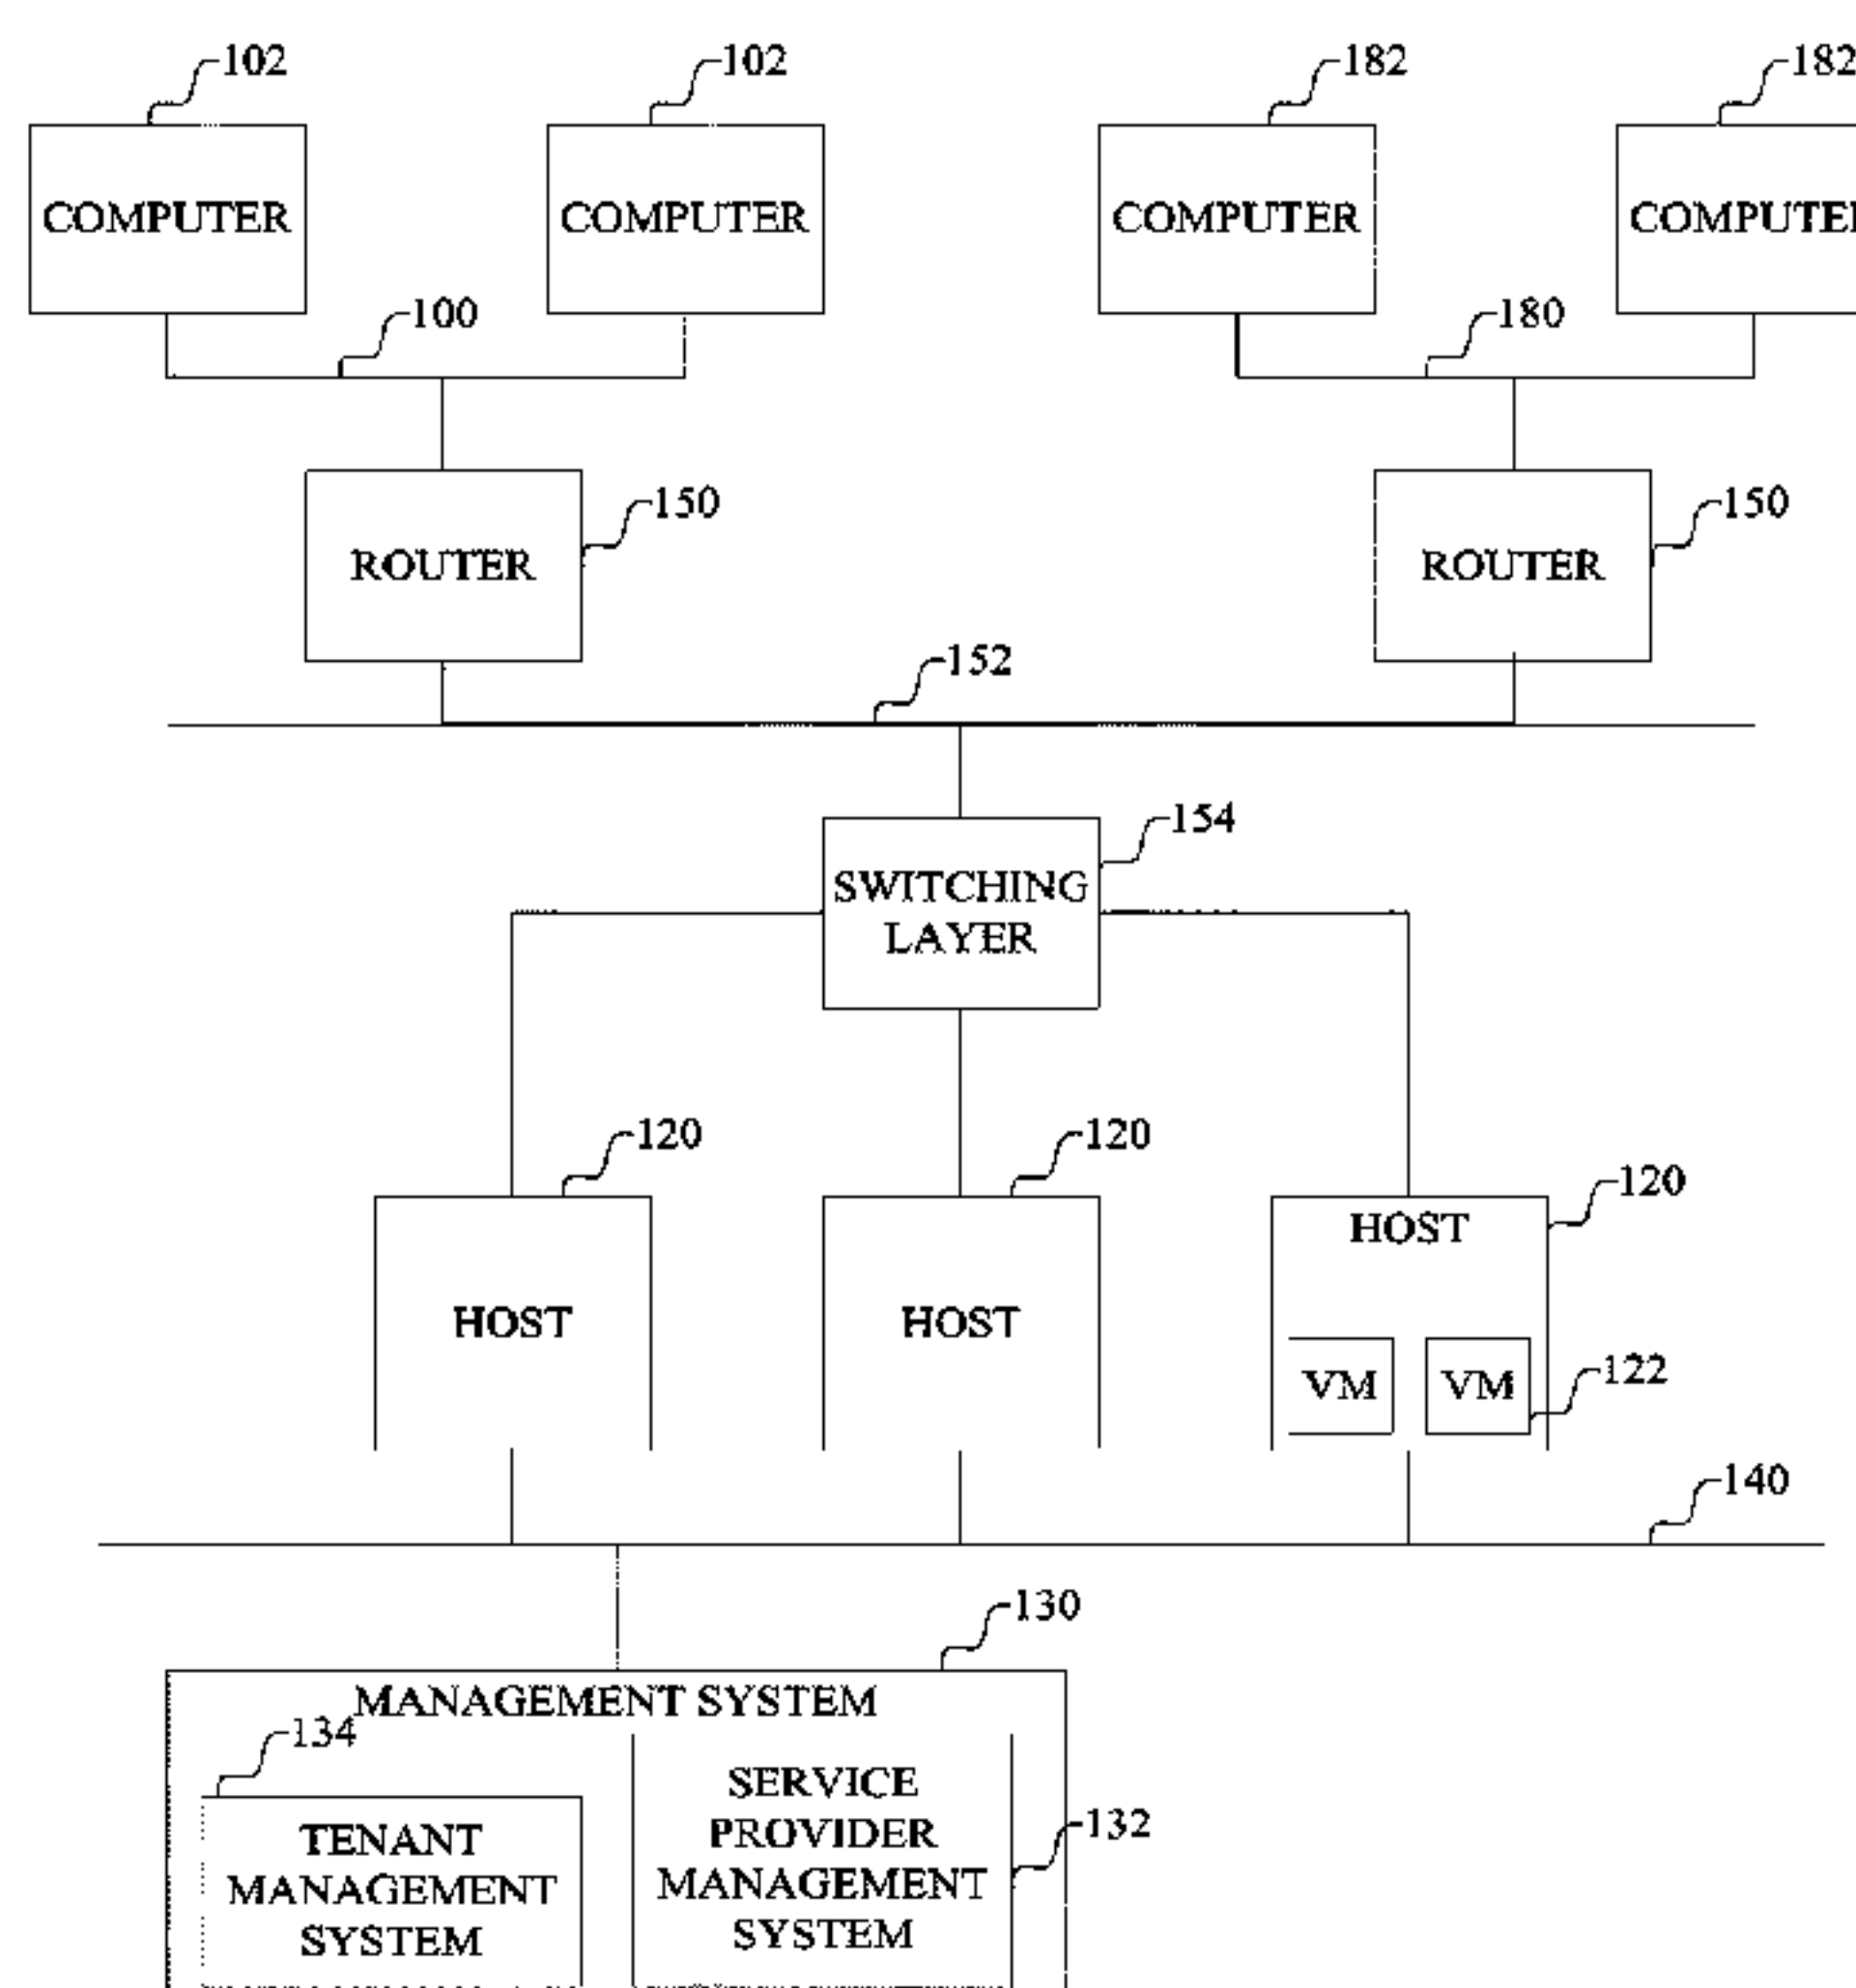 102
102
182
182
COMPUTER
COMPUTER
COMPUTER
COMPUTE
100
180
150
150
ROUTER
ROUTER
152
154
SWITCHING
LAYER
120
120
120
HOST
HOST
HOST
VM
VM
122
140
130
MANAGEMENT SYSTEM
134
SERVICE
PROVIDER
MANAGEMENT
SYSTEM
132
TENANT
MANAGEMENT
SYSTEM